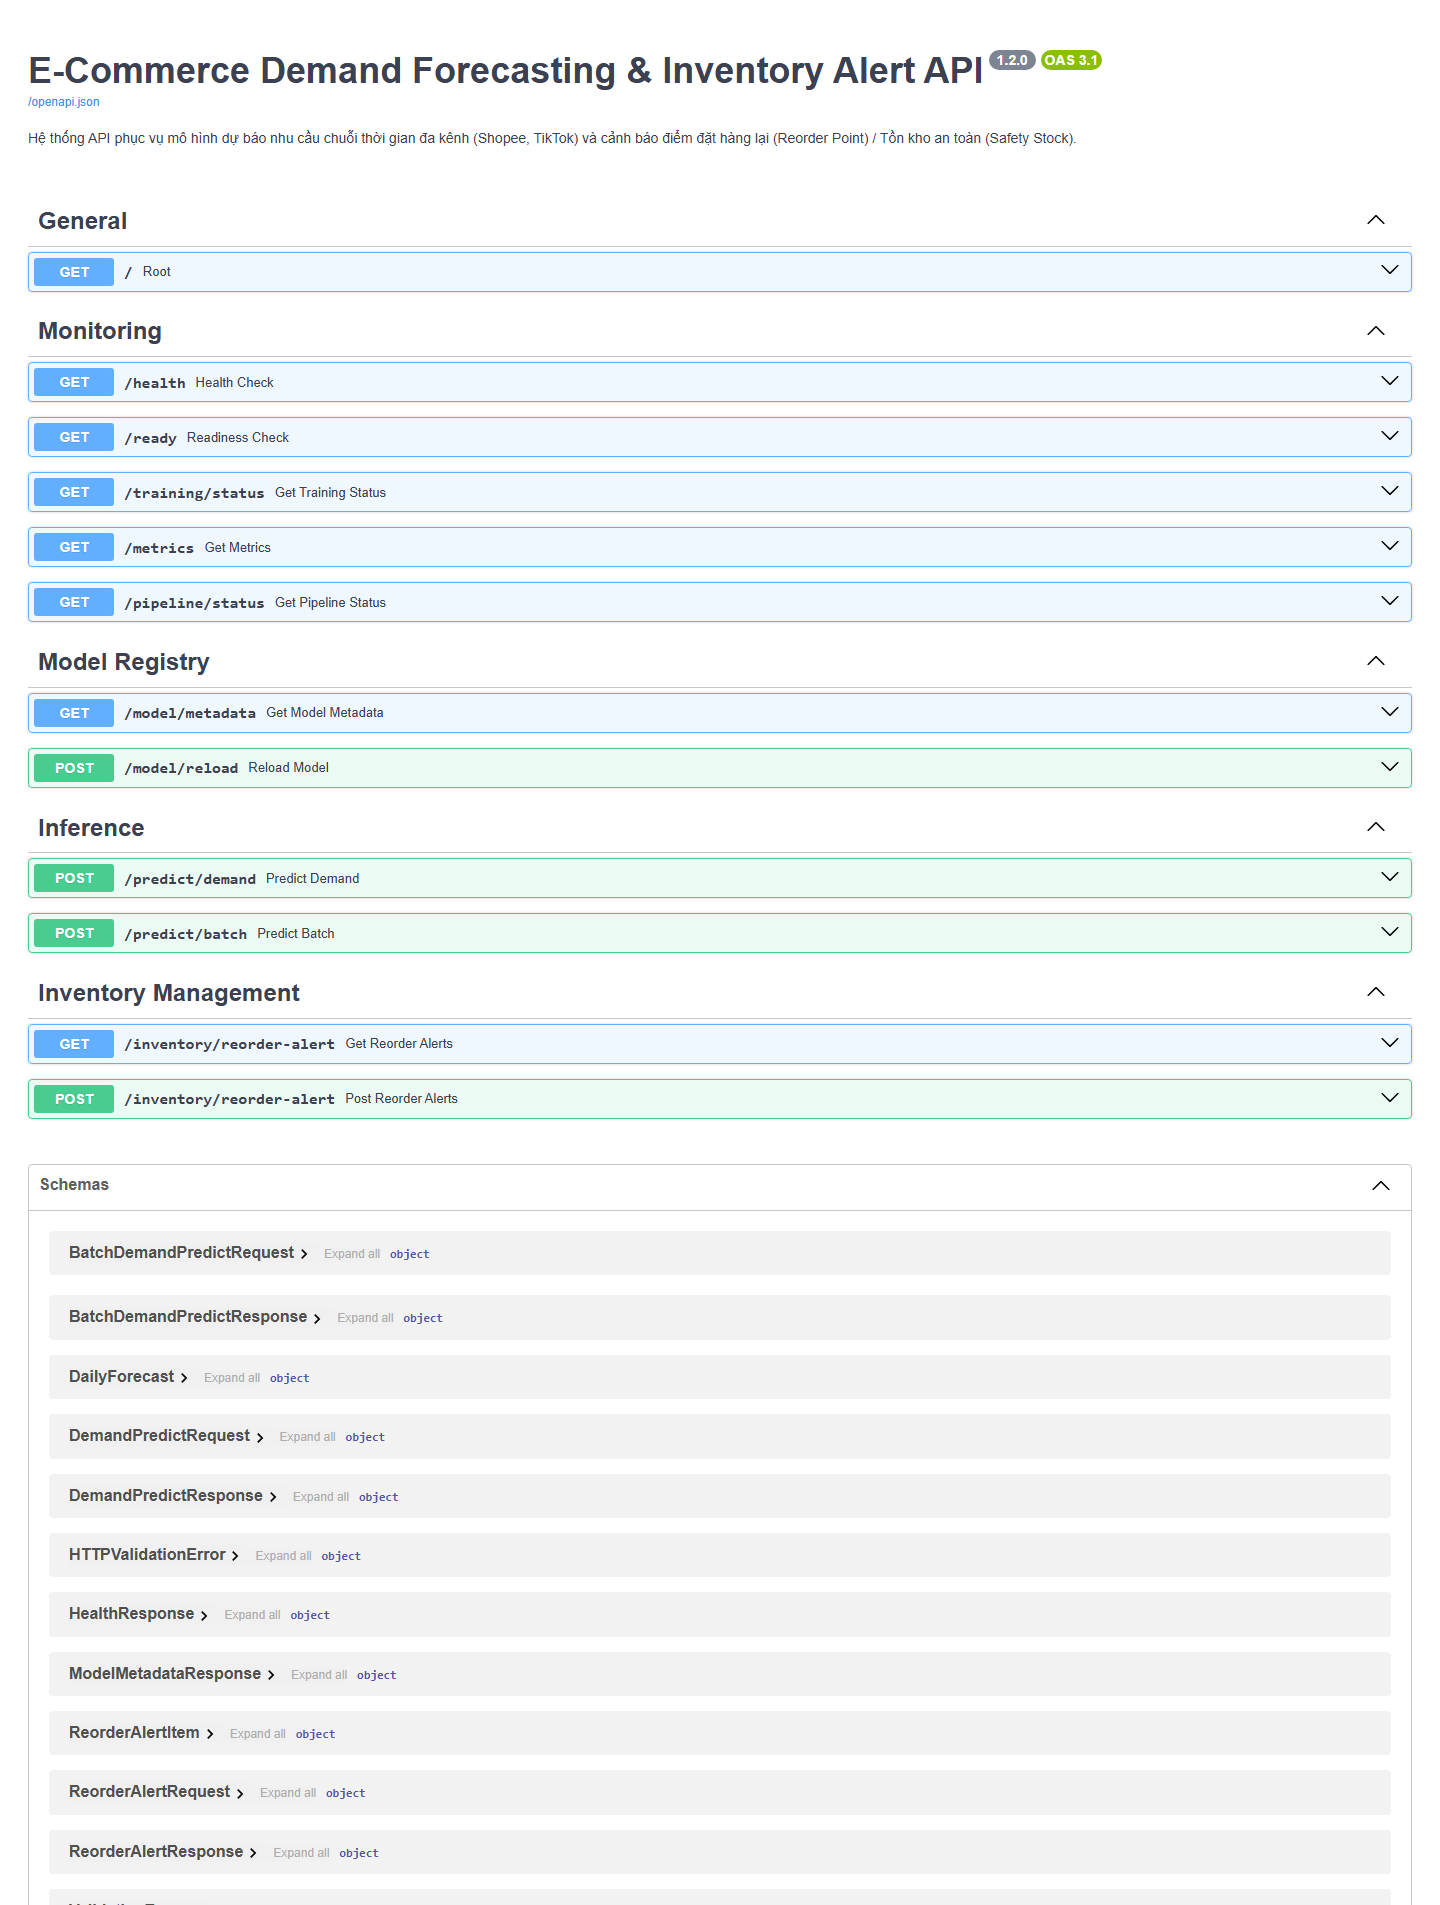 E-Commerce Demand Forecasting & Inventory Alert API 1.2.0 OAS 3.1
/openapi.json
Hệ thống API phục vụ mô hình dự báo nhu cầu chuỗi thời gian đa kênh (Shopee, TikTok) và cảnh báo điểm đặt hàng lại (Reorder Point) / Tồn kho an toàn (Safety Stock).
General
GET / Root
Monitoring
GET /health Health Check
GET /ready Readiness Check
GET /training/status Get Training Status
GET /metrics Get Metrics
GET /pipeline/status Get Pipeline Status
Model Registry
GET /model/metadata Get Model Metadata
POST /model/reload Reload Model
Inference
POST /predict/demand Predict Demand
POST /predict/batch Predict Batch
Inventory Management
GET /inventory/reorder-alert Get Reorder Alerts
POST /inventory/reorder-alert Post Reorder Alerts
Schemas
BatchDemandPredictRequest Expand all object
BatchDemandPredictResponse Expand all object
DailyForecast Expand all object
DemandPredictRequest Expand all object
DemandPredictResponse Expand all object
HTTPValidationError Expand all object
HealthResponse Expand all object
ModelMetadataResponse Expand all object
ReorderAlertItem Expand all object
ReorderAlertRequest Expand all object
ReorderAlertResponse Expand all object